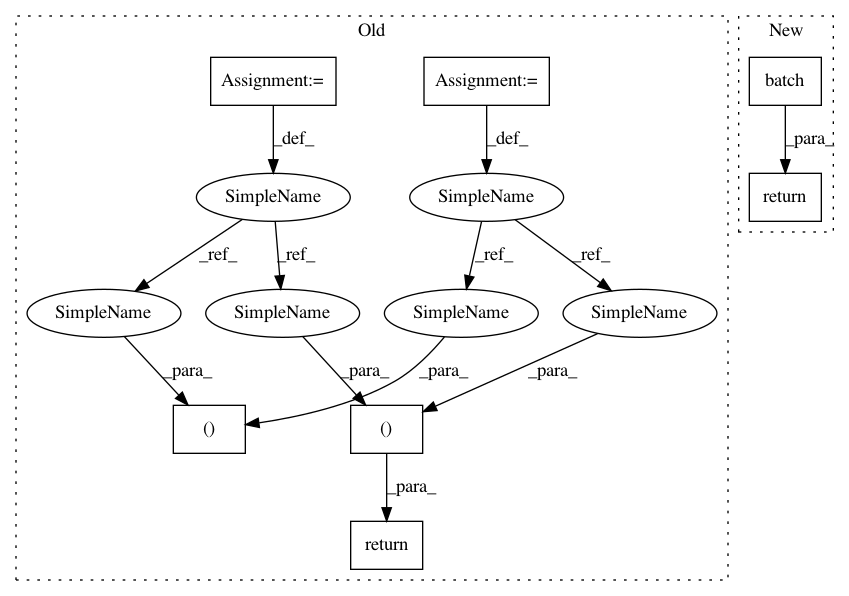 Old
New
Assignment:=
Assignment:=
batch
_def_
_def_
_para_
SimpleName
SimpleName
return
_ref_
_ref_
_ref_
_ref_
SimpleName
SimpleName
SimpleName
SimpleName
_para_
_para_
_para_
_para_
()
()
_para_
return